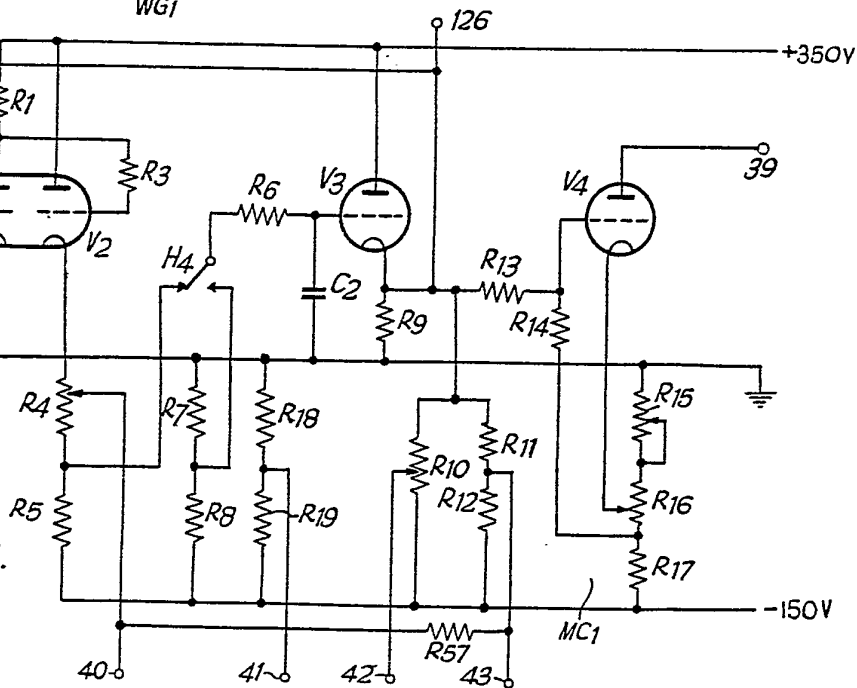 WG1
126
+350V
R1
R3
V3
V4
39
R6
V2
H4
C2
R13
R9
R14
R4
R7
R18
R15
R11
R10
R12
R16
R5
R8
R19
R17
-150V
MC1
R57
40
41
42
43